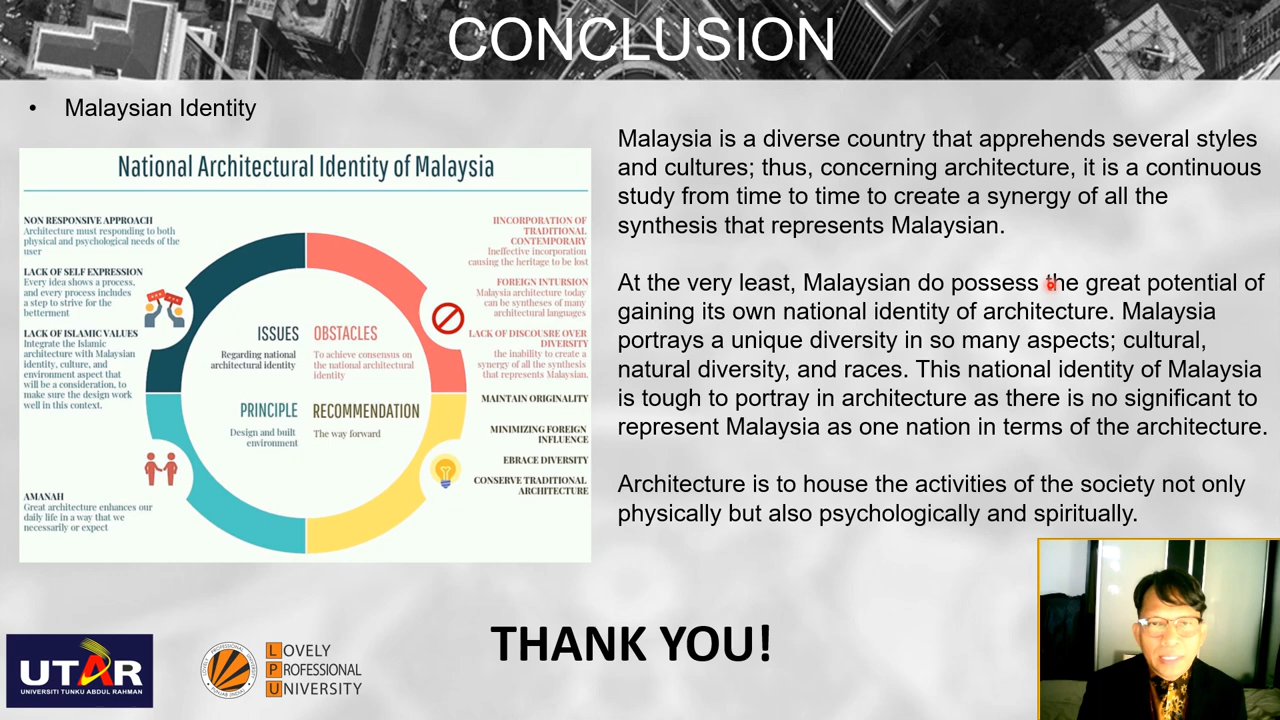 CONCLUSION
• Malaysian Identity
National Architectural Identity of Malaysia
NON RESPONSIVE APPROACH
Architecture must responding to both
physical and psychological needs of the
user
LACK OF SELF EXPRESSION
Every idea shows a process,
and every process includes
a step to strive for the
betterment
LACK OF ISLAMIC VALUES
Integrate the Islamic
architecture with Malaysian
identity, culture, and
environment aspect that
will be a consideration, to
make sure the design work
well in this context.
AMANAH
Great architecture enhances our
daily life in a way that we
necessarily or expect
ISSUES
Regarding national
architectural identity
OBSTACLES
To achieve consensus on
the national architectural
identity
PRINCIPLE
Design and built
environment
RECOMMENDATION
The way forward
IINCORPORATION OF
TRADITIONAL
CONTEMPORARY
Ineffective incorporation
causing the heritage to be lost
FOREIGN INTURSION
Malaysia architecture today
can be syntheses of many
architectural languages
LACK OF DISCOUSRE OVER
DIVERSITY
the inability to create a
synergy of all the synthesis
that represents Malaysian.
MAINTAIN ORIGINALITY
MINIMIZING FOREIGN
INFLUENCE
EBRACE DIVERSITY
CONSERVE TRADITIONAL
ARCHITECTURE
Malaysia is a diverse country that apprehends several styles
and cultures; thus, concerning architecture, it is a continuous
study from time to time to create a synergy of all the
synthesis that represents Malaysian.
At the very least, Malaysian do possess the great potential of
gaining its own national identity of architecture. Malaysia
portrays a unique diversity in so many aspects; cultural,
natural diversity, and races. This national identity of Malaysia
is tough to portray in architecture as there is no significant to
represent Malaysia as one nation in terms of the architecture.
Architecture is to house the activities of the society not only
physically but also psychologically and spiritually.
THANK YOU!
UTAR
UNIVERSITI TUNKU ABDUL RAHMAN
LOVELY
PROFESSIONAL
UNIVERSITY